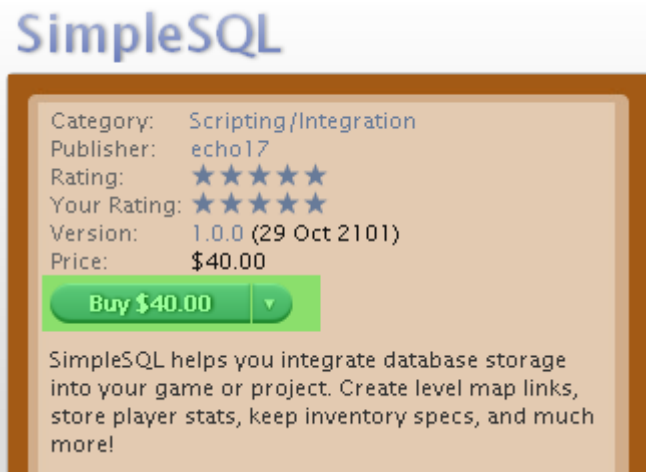 SimpleSQL
Category: Scripting/Integration
Publisher: echo17
Rating: ★★★★★
Your Rating: ★★★★★
Version: 1.0.0 (29 Oct 2101)
Price: $40.00
Buy $40.00 ▼
SimpleSQL helps you integrate database storage
into your game or project. Create level map links,
store player stats, keep inventory specs, and much
more!